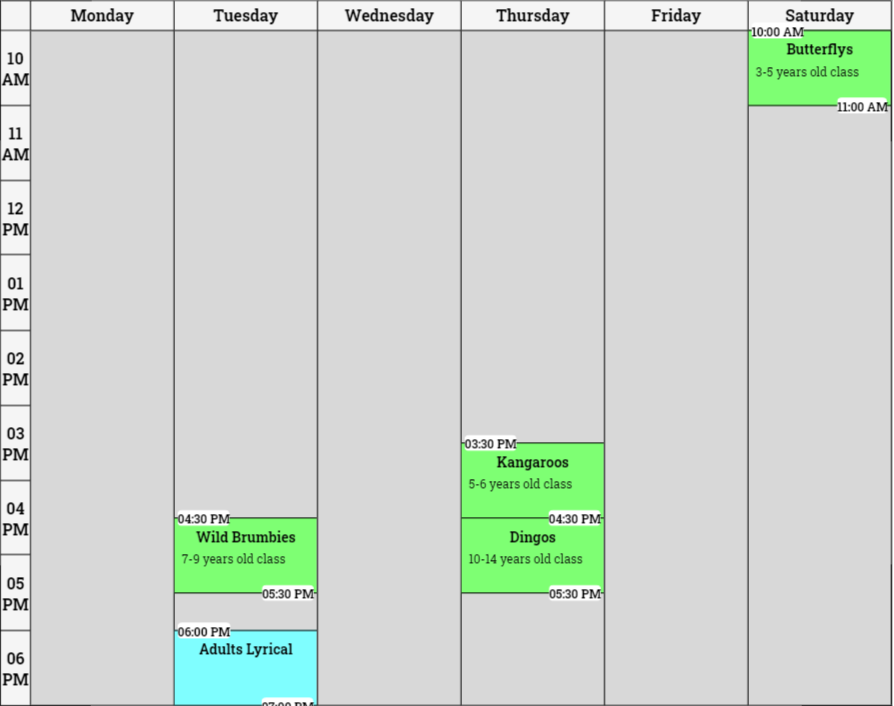 Monday Tuesday Wednesday Thursday Friday Saturday
10 AM
10:00 AM
Butterflys
3-5 years old class
11:00 AM
11 AM
12 PM
01 PM
02 PM
03 PM
03:30 PM
Kangaroos
5-6 years old class
04:30 PM
04 PM
04:30 PM
Wild Brumbies
7-9 years old class
05:30 PM
Dingos
10-14 years old class
05:30 PM
05 PM
06:00 PM
Adults Lyrical
07:00 PM
06 PM